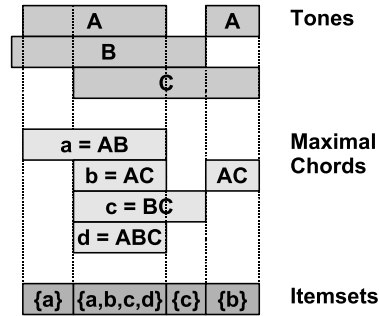 A A Tones
B
C
a = AB Maximal
Chords
b = AC AC
c = BC
d = ABC
{a} {a,b,c,d} {c} {b} Itemsets